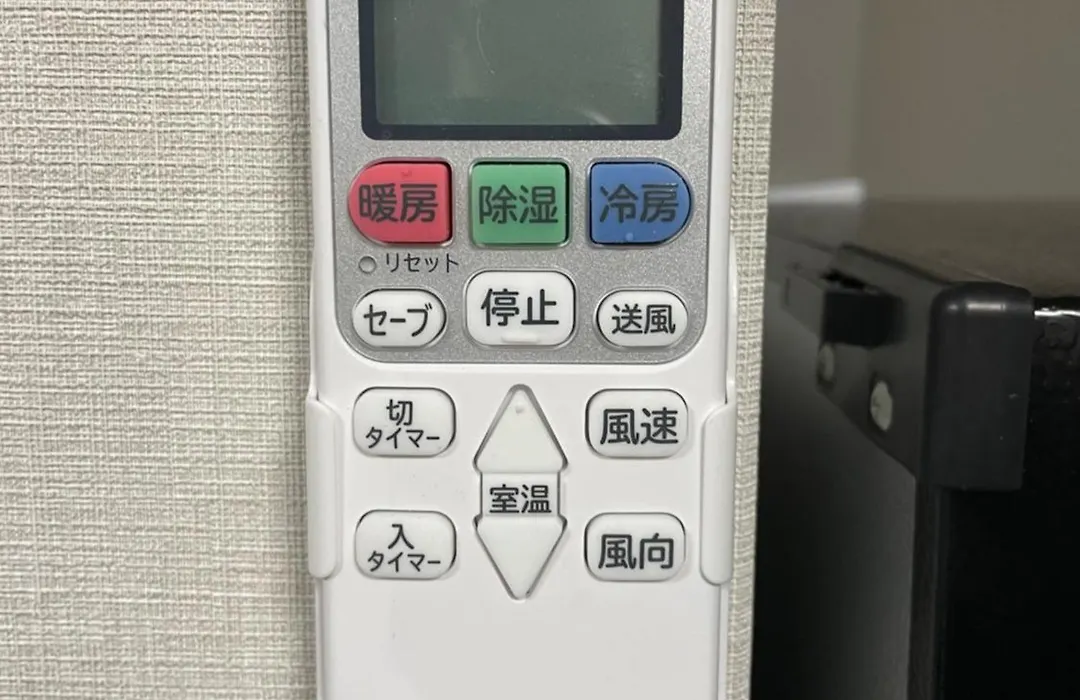 暖房 除湿 冷房
リセット
セーブ 停止 送風
切
タイマー
風速
室温
入
タイマー
風向